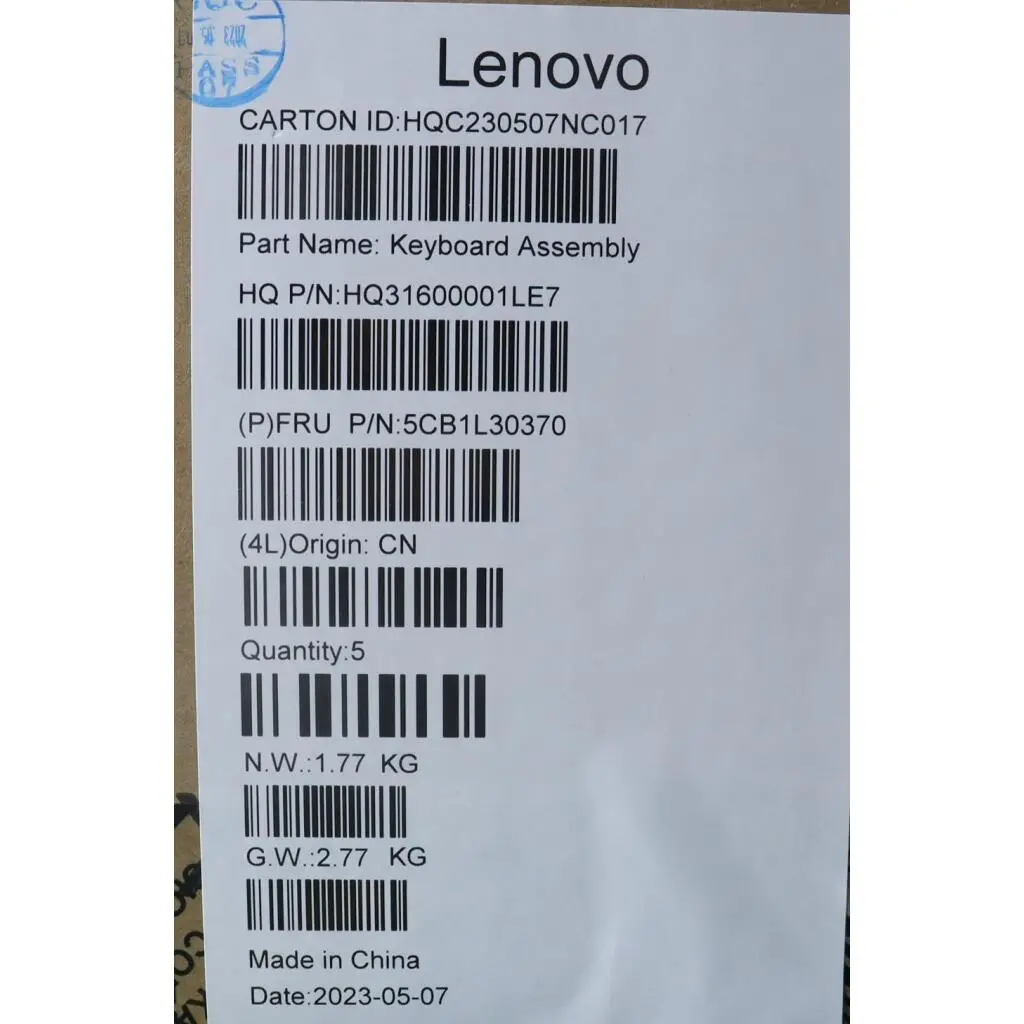 Lenovo
CARTON ID:HQC230507NC017
Part Name: Keyboard Assembly
HQ P/N:HQ31600001LE7
(P)FRU P/N:5CB1L30370
(4L)Origin: CN
Quantity:5
N.W.:1.77 KG
G.W.:2.77 KG
Made in China
Date:2023-05-07